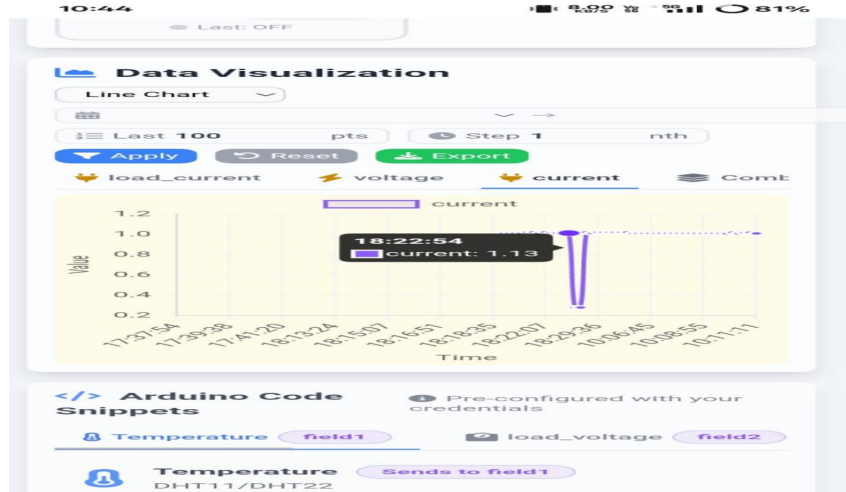 10:44
8.00 KB/S 5G 81%
Last: OFF
Data Visualization
Line Chart
→
Last 100 pts
Step 1 nth
Apply
Reset
Export
load_current
voltage
current
Comb
current
1.2
1.0
0.8
0.6
0.4
0.2
Value
18:22:54
current: 1.13
17:37:54
17:39:38
17:41:20
18:13:24
18:15:07
18:16:51
18:18:35
18:22:07
18:29:36
10:06:45
10:08:55
10:11:11
Time
</> Arduino Code Snippets
Pre-configured with your credentials
Temperature field1
load_voltage field2
Temperature Sends to field1
DHT11/DHT22